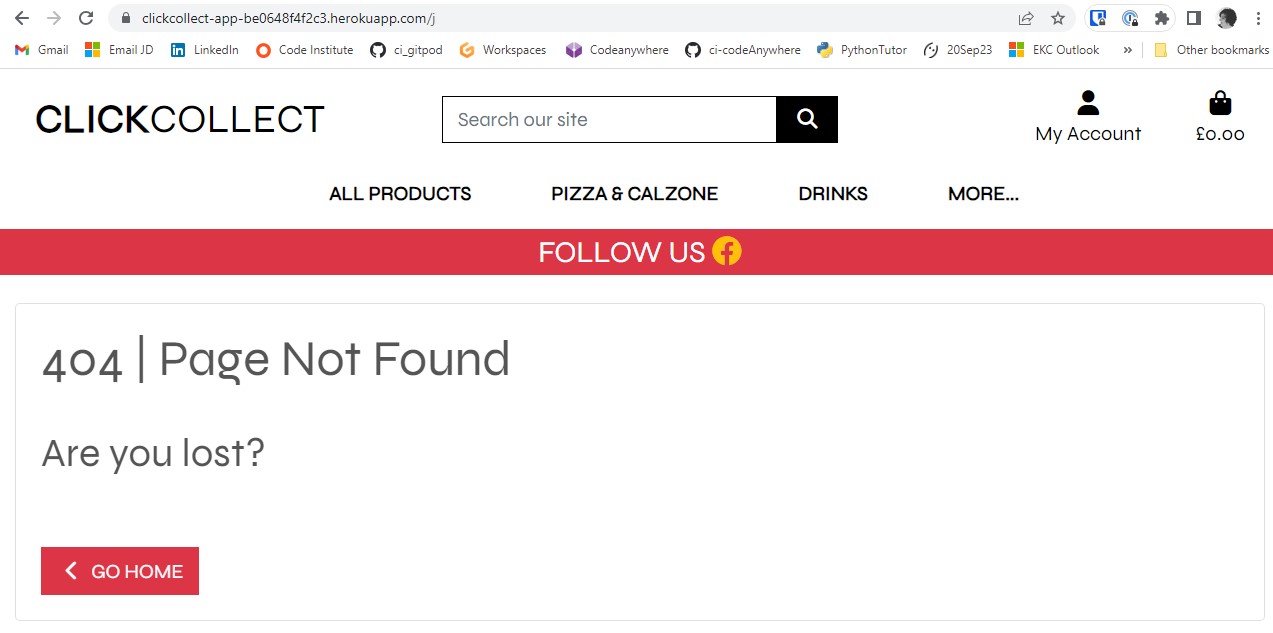 clickcollect-app-be0648f4f2c3.herokuapp.com/j
Gmail Email JD LinkedIn Code Institute ci_gitpod Workspaces Codeanywhere ci-codeAnywhere PythonTutor 20Sep23 EKC Outlook » Other bookmarks
CLICKCOLLECT
Search our site
My Account
£0.00
ALL PRODUCTS PIZZA & CALZONE DRINKS MORE...
FOLLOW US
404 | Page Not Found
Are you lost?
GO HOME